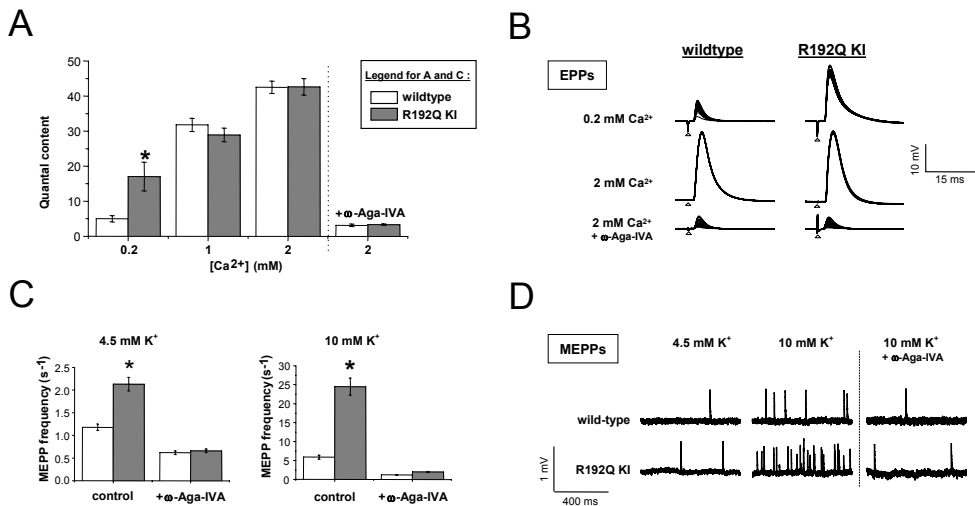 A
50
40
30
20
10
0
Quantal content
Legend for A and C :
wildtype
R192Q KI
*
+ω-Aga-IVA
0.2
1
2
2
[Ca²⁺] (mM)
B
wildtype
R192Q KI
EPPs
0.2 mM Ca²⁺
2 mM Ca²⁺
2 mM Ca²⁺
+ ω-Aga-IVA
10 mV
15 ms
C
4.5 mM K⁺
MEPP frequency (s⁻¹)
2.5
2.0
1.5
1.0
0.5
0.0
*
control
+ω-Aga-IVA
10 mM K⁺
MEPP frequency (s⁻¹)
30
25
20
15
10
5
0
*
control
+ω-Aga-IVA
D
MEPPs
4.5 mM K⁺
10 mM K⁺
10 mM K⁺
+ ω-Aga-IVA
wild-type
R192Q KI
1 mV
400 ms